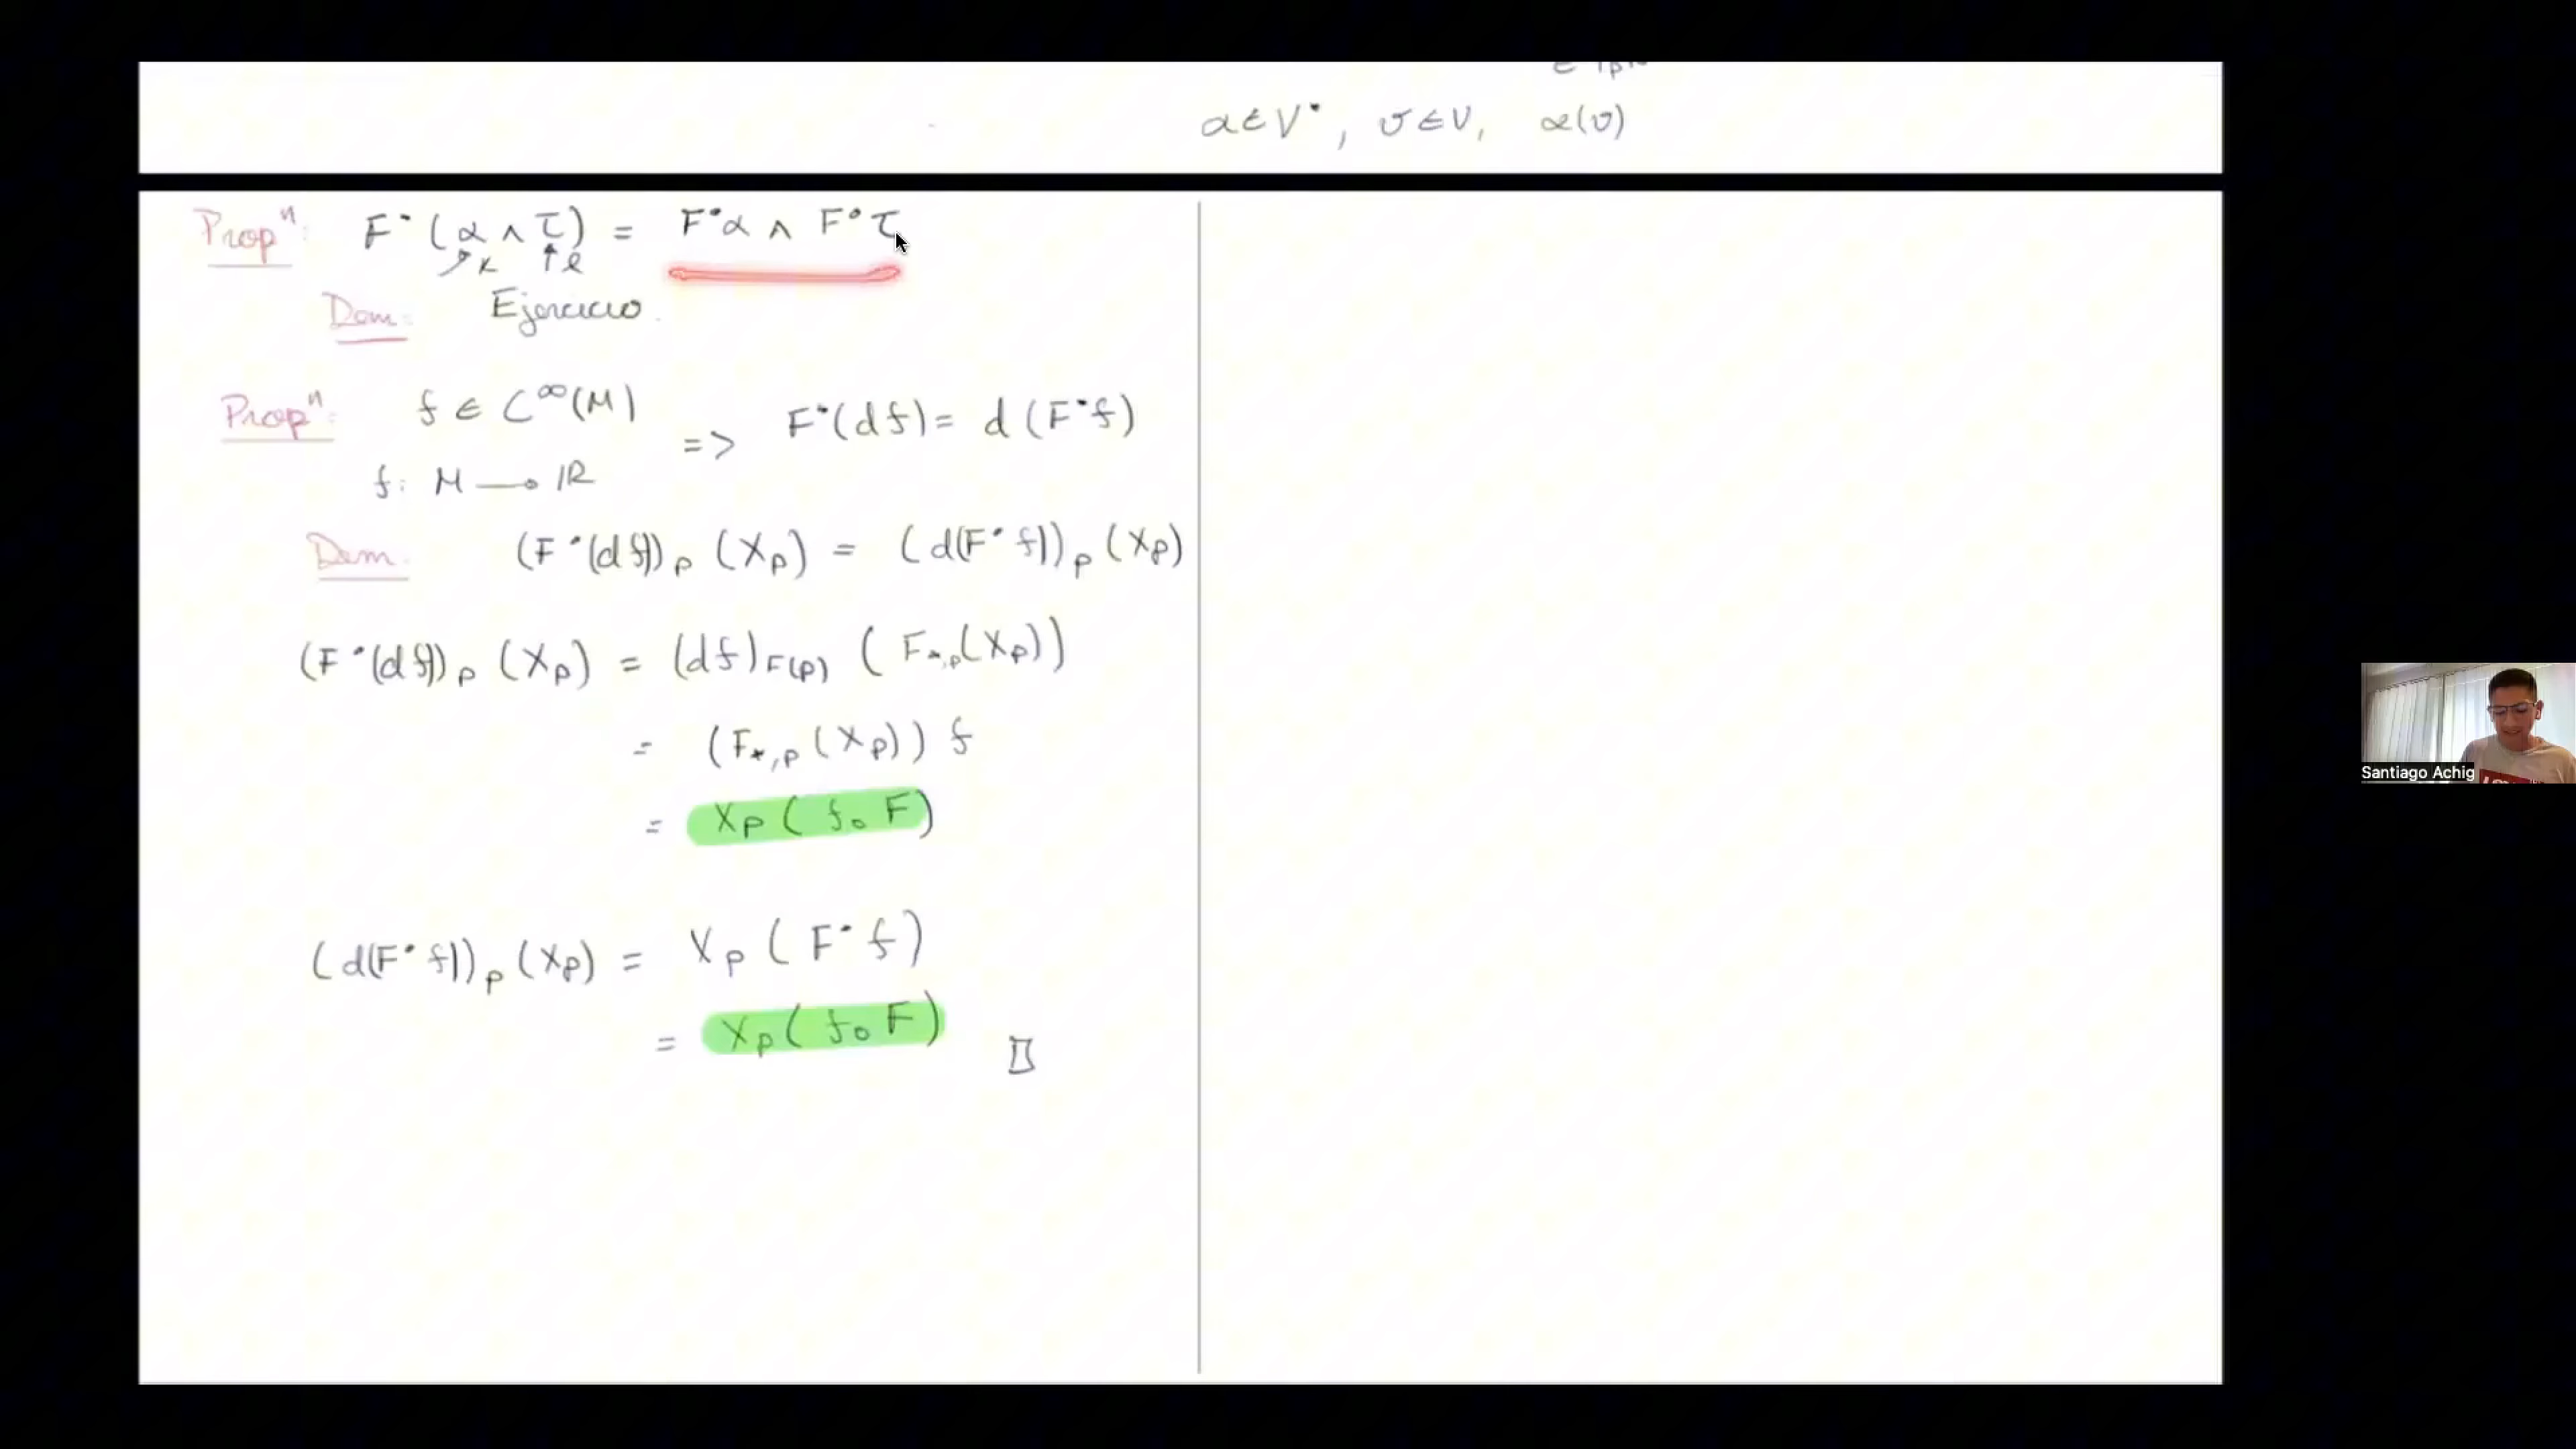 α ∈ V*, v ∈ V, α(v)
Propⁿ: F*(α ∧ τ) = F*α ∧ F*τ
k l
Dem: Ejercicio.
Propⁿ: f ∈ C^∞(M) => F*(df) = d(F*f)
f: M → ℝ
Dem. (F*(df))_p (X_p) = (d(F*f))_p (X_p)
(F*(df))_p (X_p) = (df)_{F(p)} (F_{*,p}(X_p))
= (F_{*,p}(X_p)) f
= X_p(f∘F)
(d(F*f))_p (X_p) = X_p(F*f)
= X_p(f∘F) □
Santiago Achig